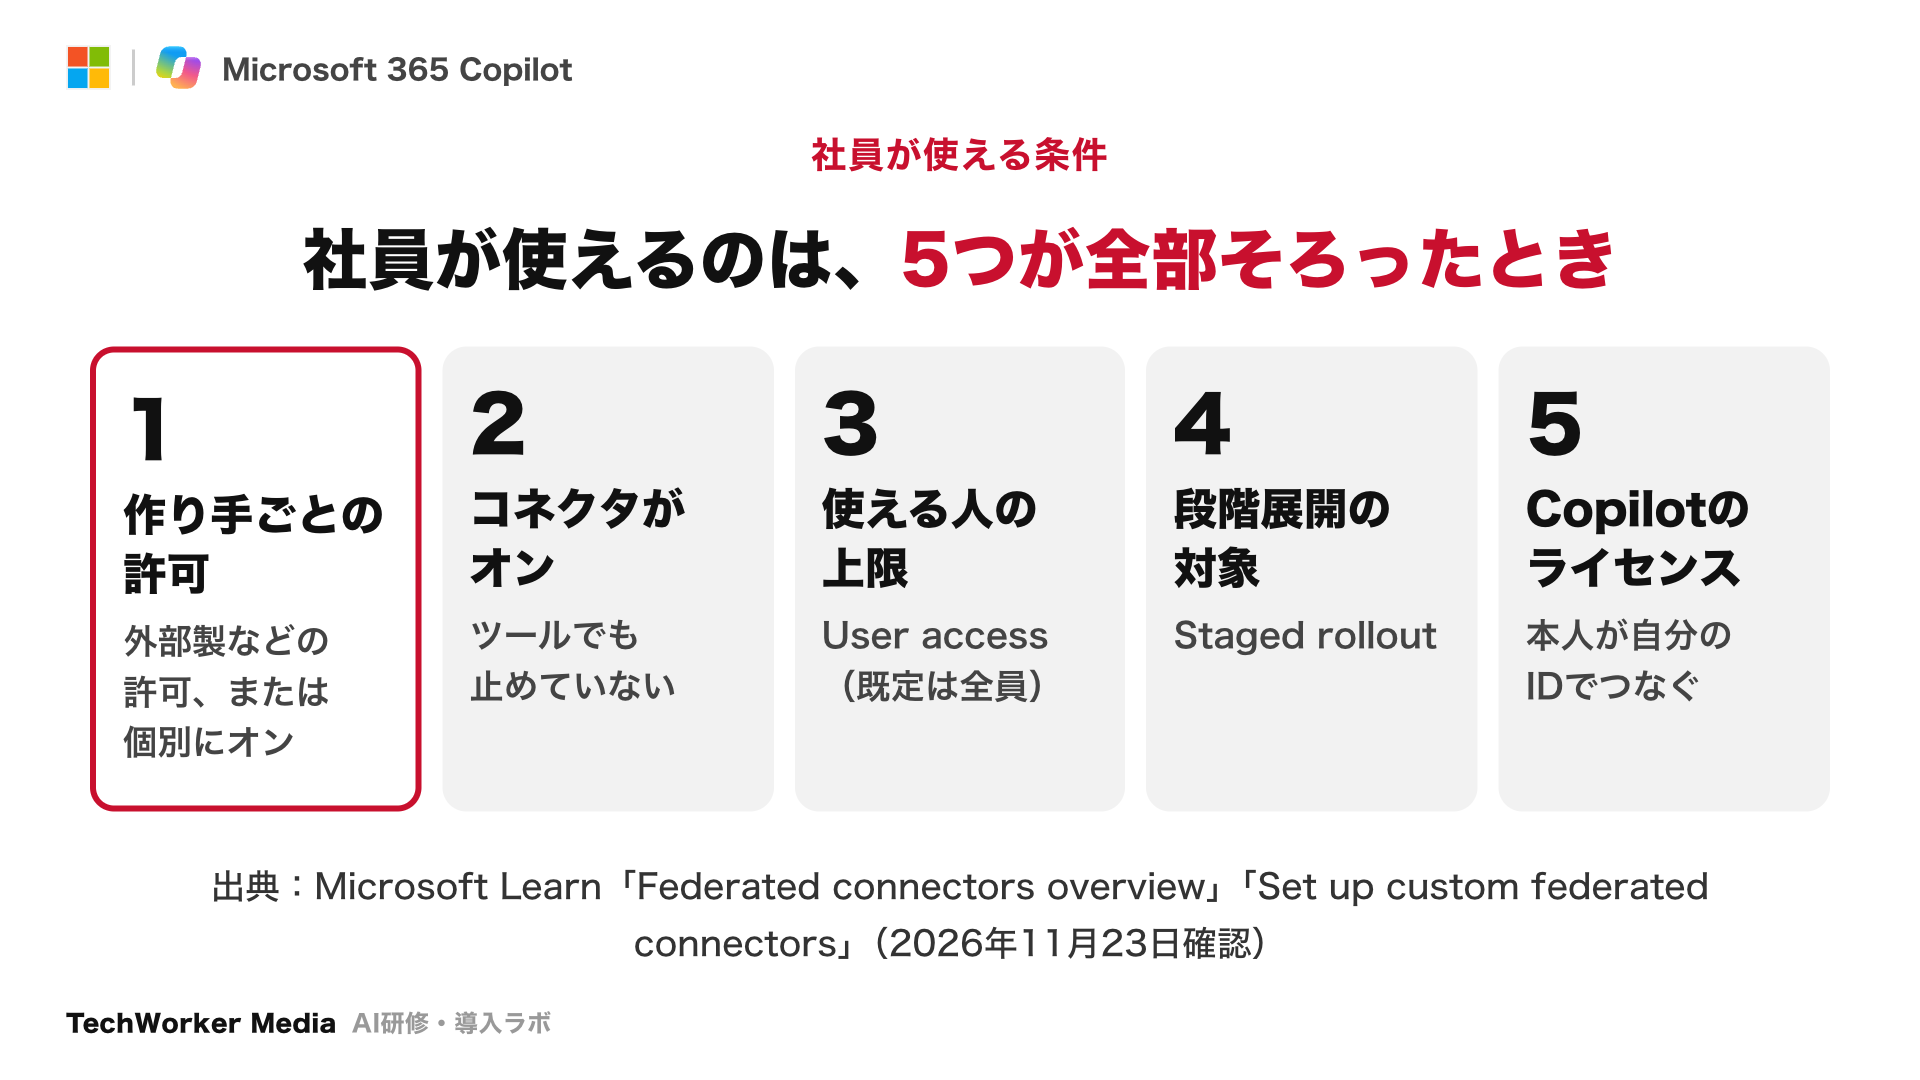 Microsoft 365 Copilot
社員が使える条件
社員が使えるのは、5つが全部そろったとき
1
作り手ごとの
許可
外部製などの
許可、または
個別にオン
2
コネクタが
オン
ツールでも
止めていない
3
使える人の
上限
User access
（既定は全員）
4
段階展開の
対象
Staged rollout
5
Copilotの
ライセンス
本人が自分の
IDでつなぐ
出典：Microsoft Learn「Federated connectors overview」「Set up custom federated
connectors」（2026年11月23日確認）
TechWorker Media AI研修・導入ラボ